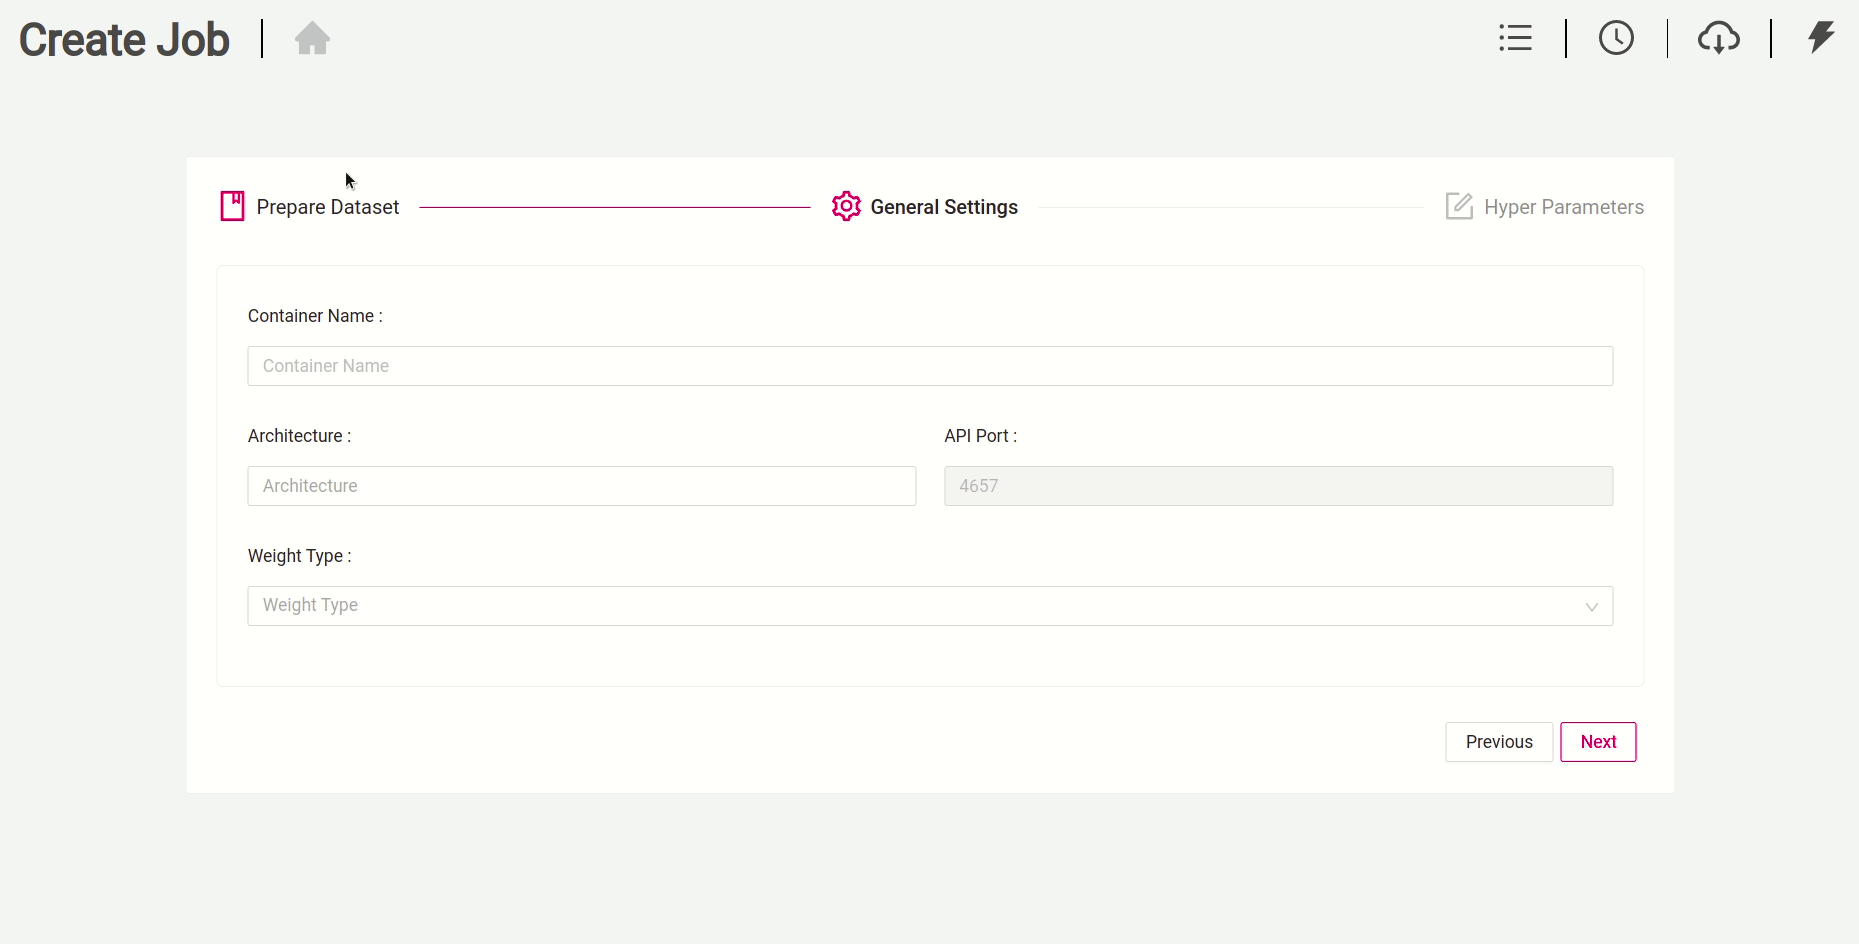 Create Job
Prepare Dataset
General Settings
Hyper Parameters
Container Name :
Container Name
Architecture :
API Port :
Architecture
4657
Weight Type :
Weight Type
Previous
Next